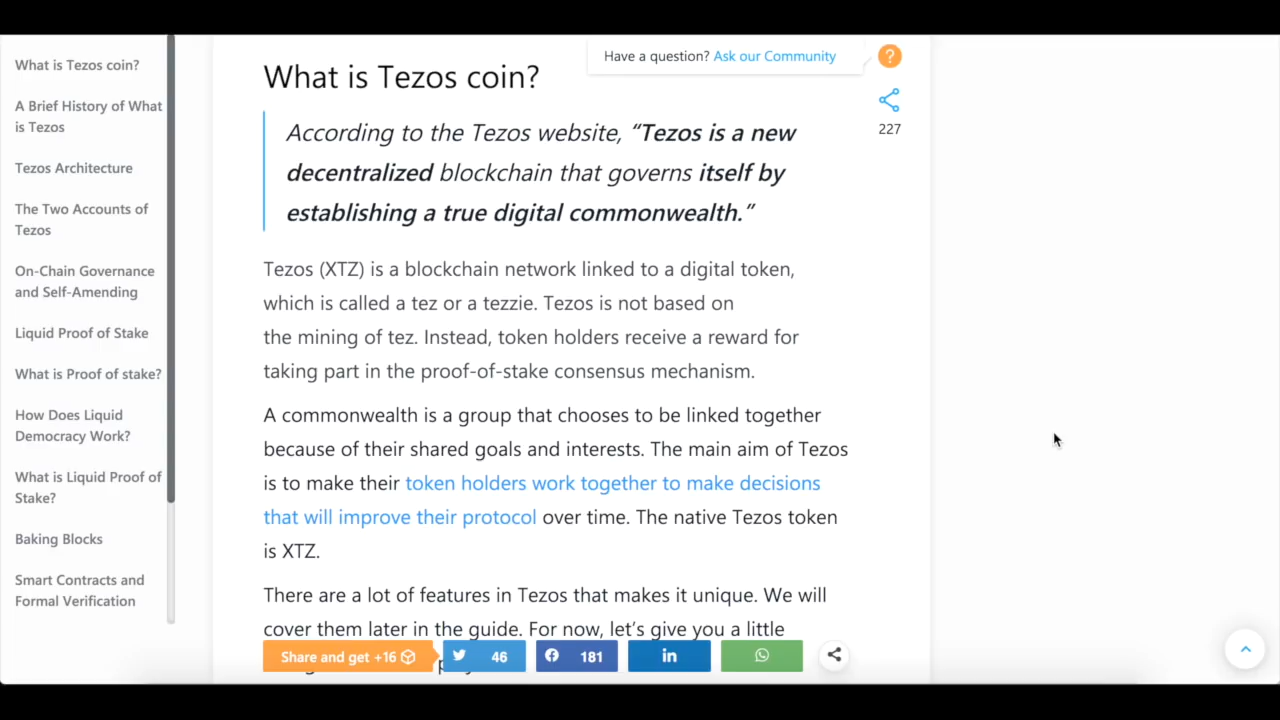 What is Tezos coin?
A Brief History of What
is Tezos
Tezos Architecture
The Two Accounts of
Tezos
On-Chain Governance
and Self-Amending
Liquid Proof of Stake
What is Proof of stake?
How Does Liquid
Democracy Work?
What is Liquid Proof of
Stake?
Baking Blocks
Smart Contracts and
Formal Verification
Have a question? Ask our Community
?
227
What is Tezos coin?
According to the Tezos website, “Tezos is a new
decentralized blockchain that governs itself by
establishing a true digital commonwealth.”
Tezos (XTZ) is a blockchain network linked to a digital token,
which is called a tez or a tezzie. Tezos is not based on
the mining of tez. Instead, token holders receive a reward for
taking part in the proof-of-stake consensus mechanism.
A commonwealth is a group that chooses to be linked together
because of their shared goals and interests. The main aim of Tezos
is to make their token holders work together to make decisions
that will improve their protocol over time. The native Tezos token
is XTZ.
There are a lot of features in Tezos that makes it unique. We will
cover them later in the guide. For now, let’s give you a little
Share and get +16
46
181
in